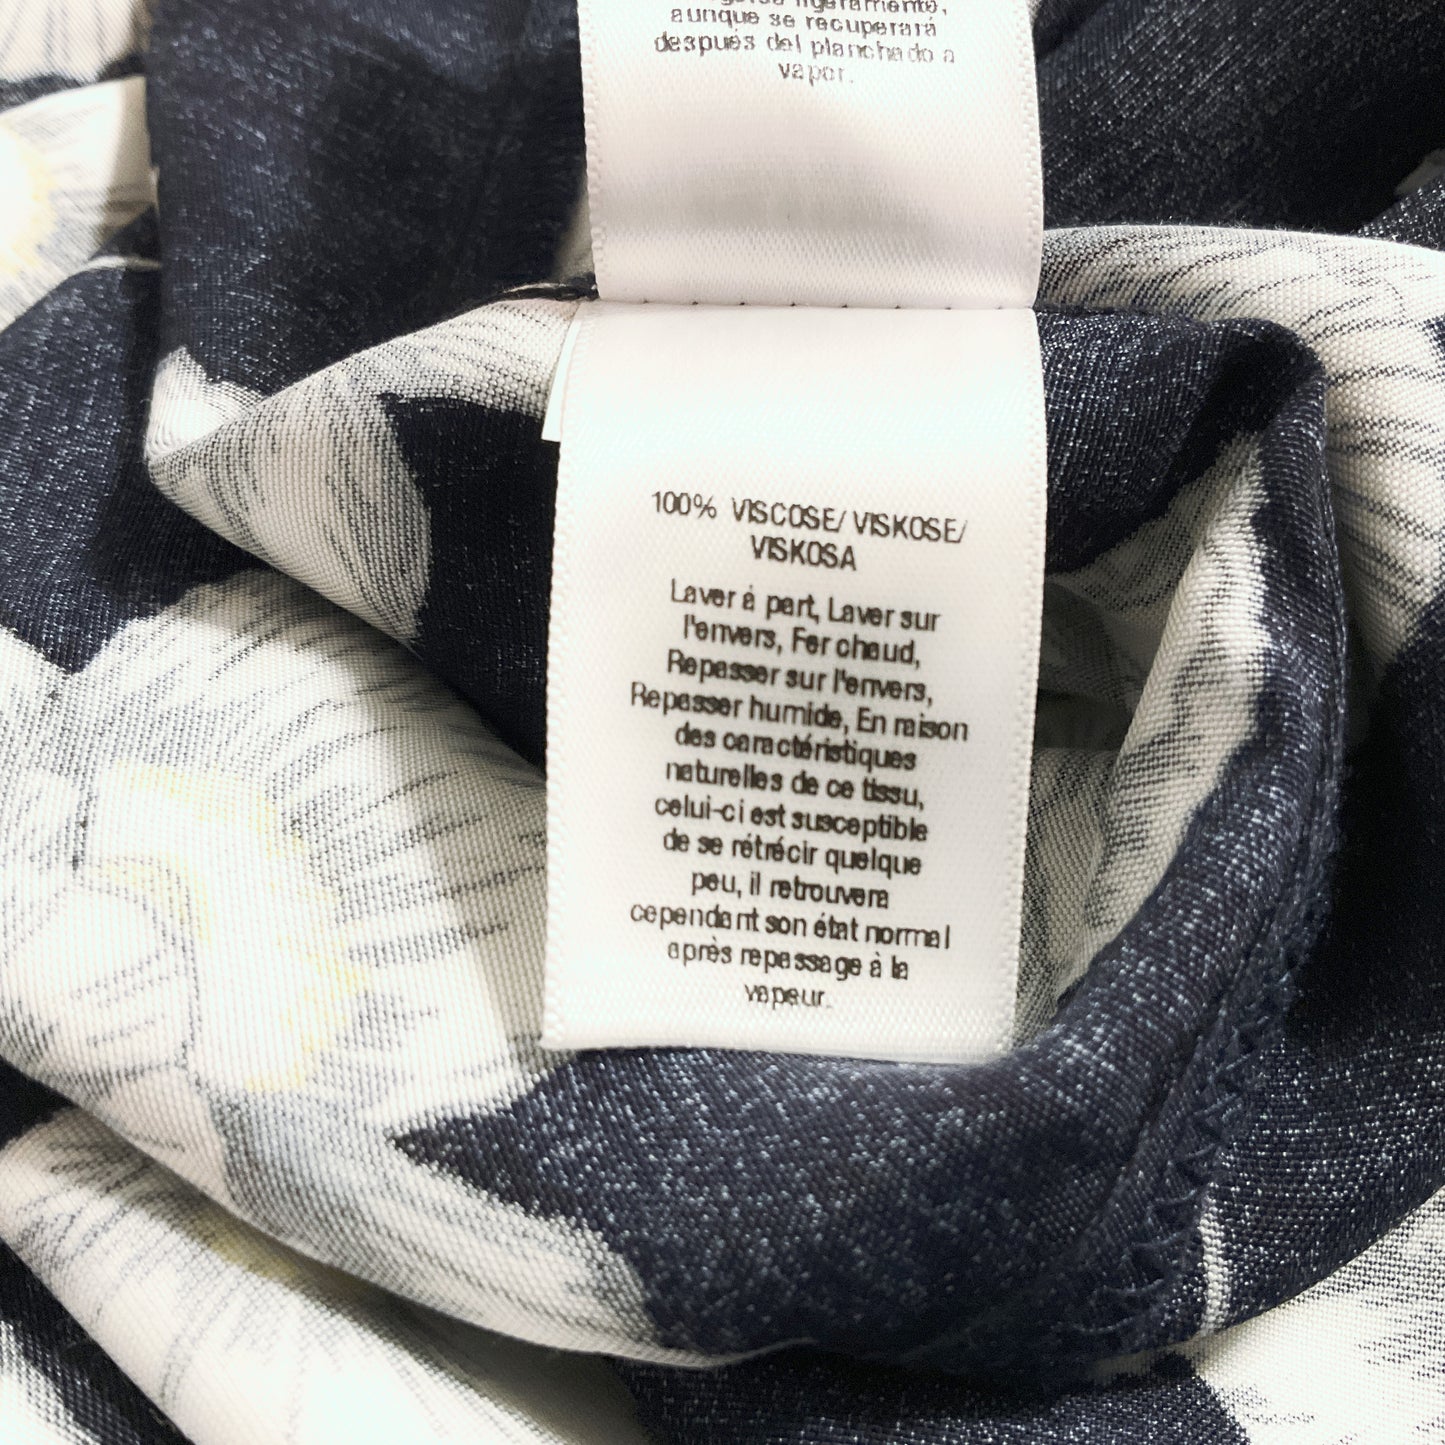 ligeramente,
aunque se recuperará
después del planchado a
vapor.
100% VISCOSE/ VISKOSE/
VISKOSA
Laver à part, Laver sur
l'envers, Fer chaud,
Repasser sur l'envers,
Repasser humide, En raison
des caractéristiques
naturelles de ce tissu,
celui-ci est susceptible
de se rétrécir quelque
peu, il retrouvera
cependant son état normal
après repassage à la
vapeur.